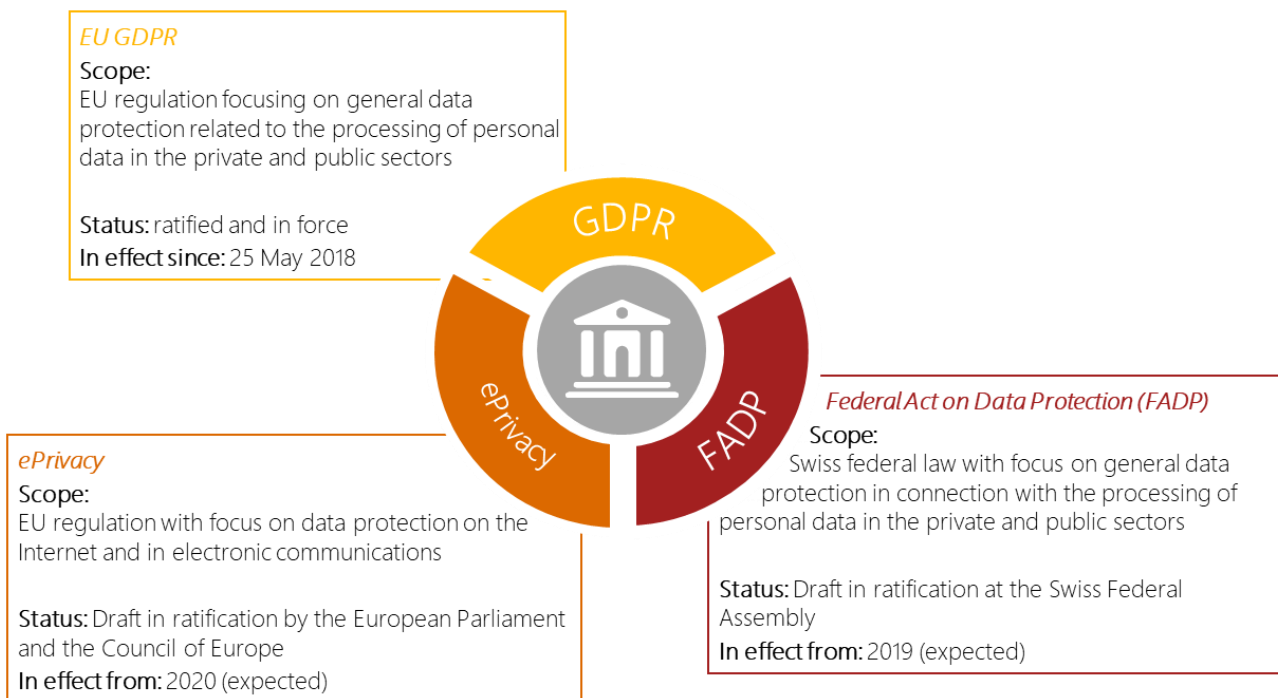 EU GDPR
Scope:
EU regulation focusing on general data
protection related to the processing of personal
data in the private and public sectors
Status: ratified and in force
In effect since: 25 May 2018
GDPR
ePrivacy
FADP
Federal Act on Data Protection (FADP)
Scope:
Swiss federal law with focus on general data
protection in connection with the processing of
personal data in the private and public sectors
Status: Draft in ratification at the Swiss Federal
Assembly
In effect from: 2019 (expected)
ePrivacy
Scope:
EU regulation with focus on data protection on the
Internet and in electronic communications
Status: Draft in ratification by the European Parliament
and the Council of Europe
In effect from: 2020 (expected)